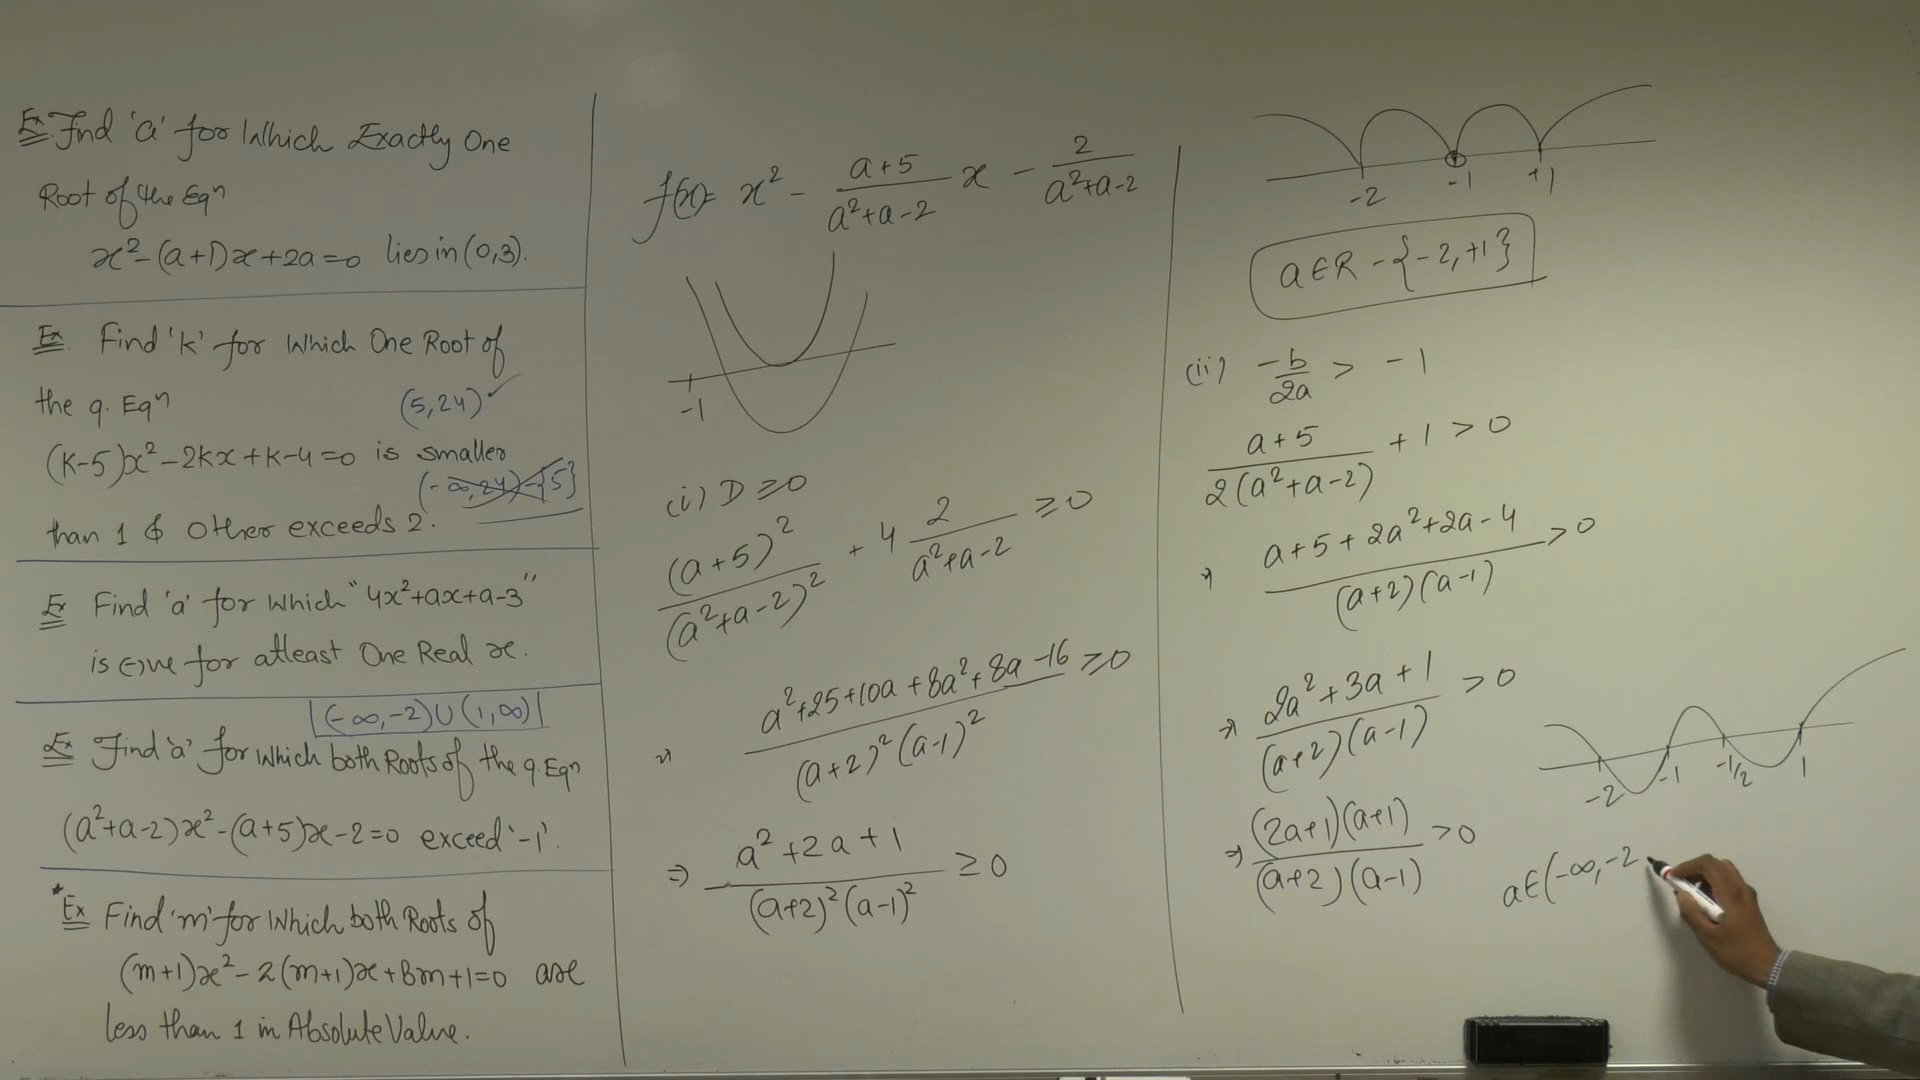 Ex. Find 'a' for Which Exactly One
Root of the Eqn
x²-(a+1)x+2a=0 lies in (0,3).
Ex. Find 'k' for which One Root of
the q. Eqn (5,24) ✓
(k-5)x²-2kx+k-4=0 is smaller
(-∞,24)-{5}
than 1 & Other exceeds 2.
Ex Find 'a' for which "4x²+ax+a-3"
is (-)ve for atleast One Real x.
(-∞,-2)∪(1,∞)
Ex Find 'a' for which both Roots of the q. Eqn
(a²+a-2)x²-(a+5)x-2=0 exceed '-1'.
*Ex Find 'm' for Which both Roots of
(m+1)x²-2(m+1)x+3m+1=0 are
less than 1 in Absolute Value.
f(x)= x² - (a+5)/(a²+a-2) x - 2/(a²+a-2)
-1
(i) D ≥ 0
(a+5)²/(a²+a-2)² + 4 2/(a²+a-2) ≥ 0
⇒ (a²+25+10a+8a²+8a-16)/((a+2)²(a-1)²) ≥ 0
⇒ (a²+2a+1)/((a+2)²(a-1)²) ≥ 0
-2 -1 +1
a∈R-{-2,+1}
(ii) -b/2a > -1
(a+5)/(2(a²+a-2)) + 1 > 0
⇒ (a+5+2a²+2a-4)/((a+2)(a-1)) > 0
⇒ (2a²+3a+1)/((a+2)(a-1)) > 0
-2 -1 -1/2 1
⇒ ((2a+1)(a+1))/((a+2)(a-1)) > 0
a∈(-∞,-2